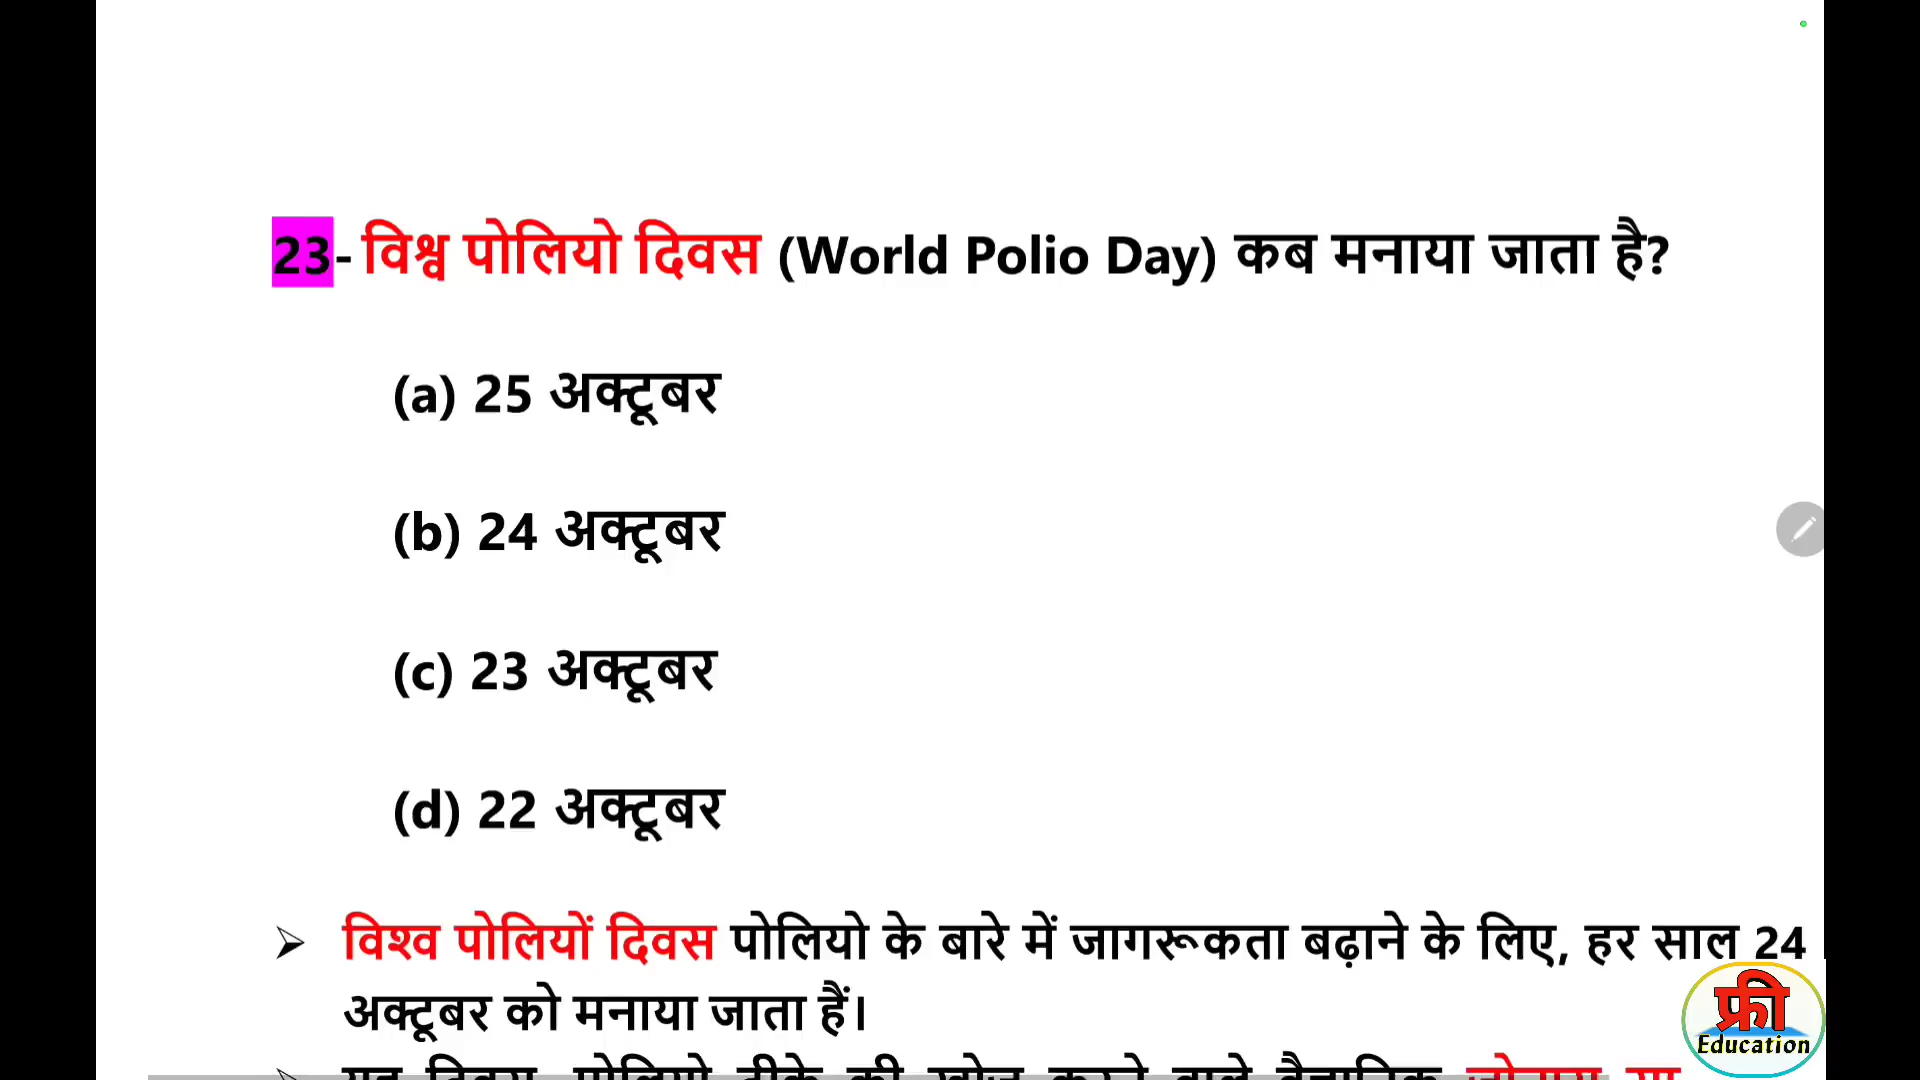 23- विश्व पोलियो दिवस (World Polio Day) कब मनाया जाता है?
(a) 25 अक्टूबर
(b) 24 अक्टूबर
(c) 23 अक्टूबर
(d) 22 अक्टूबर
➢ विश्व पोलियों दिवस पोलियो के बारे में जागरूकता बढ़ाने के लिए, हर साल 24
अक्टूबर को मनाया जाता हैं।
फ्री
Education